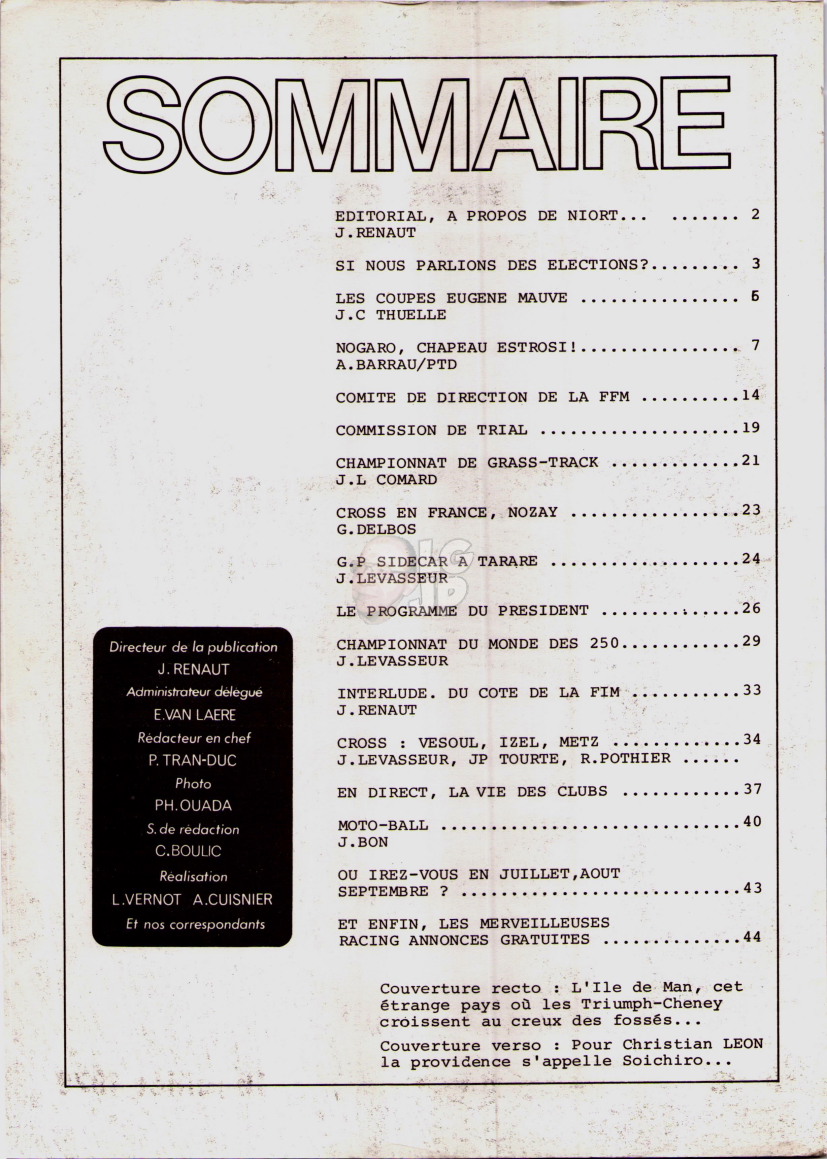 SOMMAIRE
EDITORIAL, A PROPOS DE NIORT... ....... 2
J.RENAUT
SI NOUS PARLIONS DES ELECTIONS?......... 3
LES COUPES EUGENE MAUVE ................ 6
J.C THUELLE
NOGARO, CHAPEAU ESTROSI!................ 7
A.BARRAU/PTD
COMITE DE DIRECTION DE LA FFM ..........14
COMMISSION DE TRIAL ....................19
CHAMPIONNAT DE GRASS-TRACK .............21
J.L COMARD
CROSS EN FRANCE, NOZAY .................23
G.DELBOS
G.P SIDECAR A TARARE ...................24
J.LEVASSEUR
LE PROGRAMME DU PRESIDENT ..............26
CHAMPIONNAT DU MONDE DES 250............29
J.LEVASSEUR
INTERLUDE. DU COTE DE LA FIM ...........33
J.RENAUT
CROSS : VESOUL, IZEL, METZ .............34
J.LEVASSEUR, JP TOURTE, R.POTHIER ......
EN DIRECT, LA VIE DES CLUBS ............37
MOTO-BALL ..............................40
J.BON
OU IREZ-VOUS EN JUILLET,AOUT
SEPTEMBRE ? ............................43
ET ENFIN, LES MERVEILLEUSES
RACING ANNONCES GRATUITES ..............44
Directeur de la publication
J. RENAUT
Administrateur délégué
E.VAN LAERE
Rédacteur en chef
P. TRAN-DUC
Photo
PH.OUADA
S. de rédaction
C.BOULIC
Réalisation
L.VERNOT A.CUISNIER
Et nos correspondants
Couverture recto : L'Ile de Man, cet
étrange pays où les Triumph-Cheney
croissent au creux des fossés...
Couverture verso : Pour Christian LEON
la providence s'appelle Soichiro...